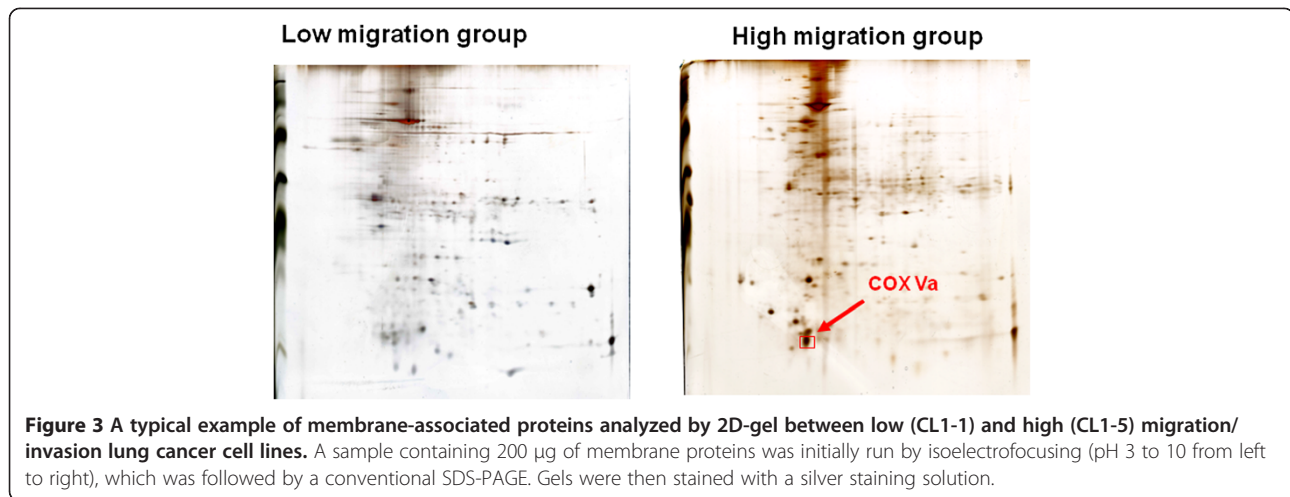 Low migration group
High migration group
COX Va
Figure 3 A typical example of membrane-associated proteins analyzed by 2D-gel between low (CL1-1) and high (CL1-5) migration/
invasion lung cancer cell lines. A sample containing 200 μg of membrane proteins was initially run by isoelectrofocusing (pH 3 to 10 from left
to right), which was followed by a conventional SDS-PAGE. Gels were then stained with a silver staining solution.